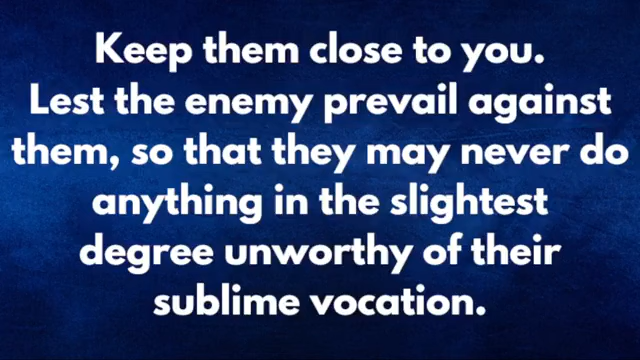 Keep them close to you.
Lest the enemy prevail against
them, so that they may never do
anything in the slightest
degree unworthy of their
sublime vocation.